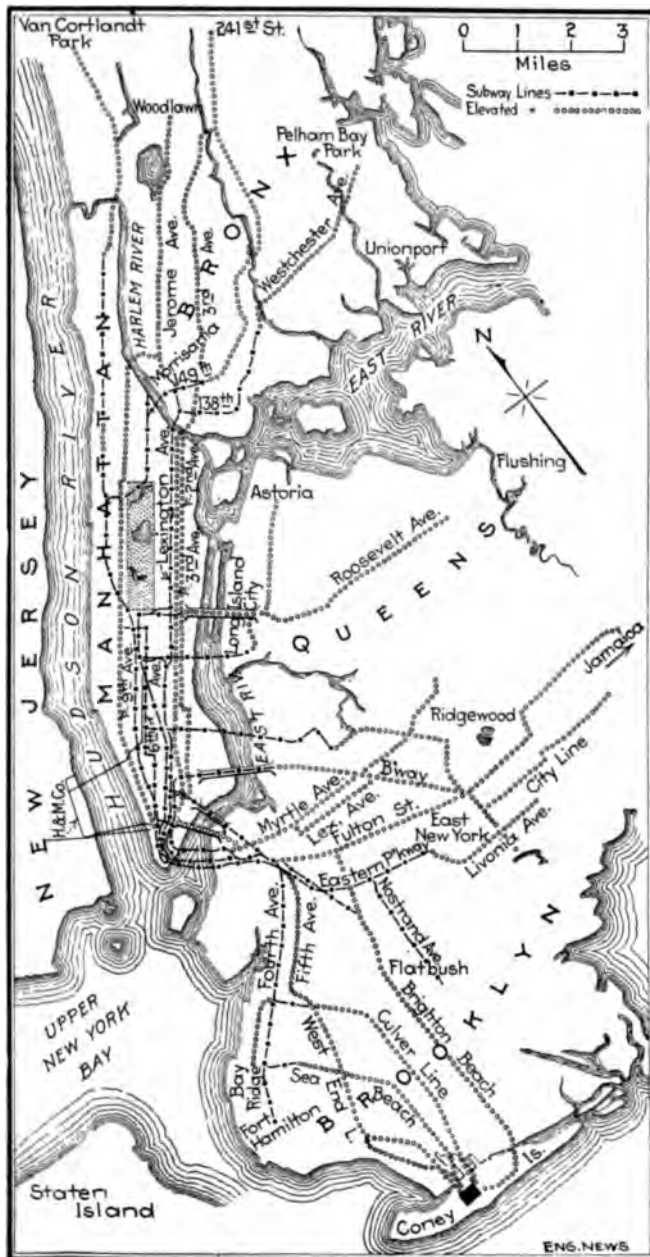 Van Cortlandt
Park
241st St.
0 1 2 3
Miles
Subway Lines
Elevated "
Woodlawn
Pelham Bay
Park
Westchester Ave.
Unionport
HARLEM RIVER
Jerome Ave.
3rd Ave.
BRONX
Morrisania
149th
138th
EAST RIVER
N
Flushing
NEW JERSEY
HUDSON RIVER
MANHATTAN
Lexington Ave.
2nd Ave.
3rd Ave.
Astoria
Roosevelt Ave.
QUEENS
Long Island
City
9th Ave.
6th Ave.
EAST RIV.
Jamaica
Ridgewood
H.&M.Co.
B'way
Myrtle Ave.
Lex. Ave.
Fulton St.
City Line
East
New York
Livonia Ave.
Eastern P'kway
Nostrand Ave.
Flatbush
Fourth Ave.
Fifth Ave.
Brighton Beach
BROOKLYN
UPPER
NEW YORK
BAY
Bay
Ridge
West End L.
Culver Line
Sea Beach
Fort
Hamilton
Staten
Island
Coney Is.
ENG. NEWS